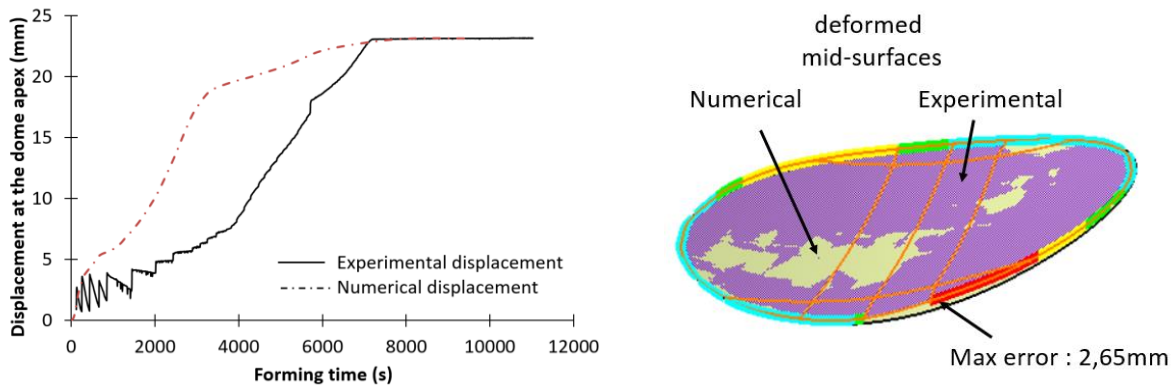 Displacement at the dome apex (mm)
25
20
15
10
5
0
0
2000
4000
6000
8000
10000
12000
Forming time (s)
Experimental displacement
Numerical displacement
deformed
mid-surfaces
Numerical
Experimental
Max error : 2,65mm